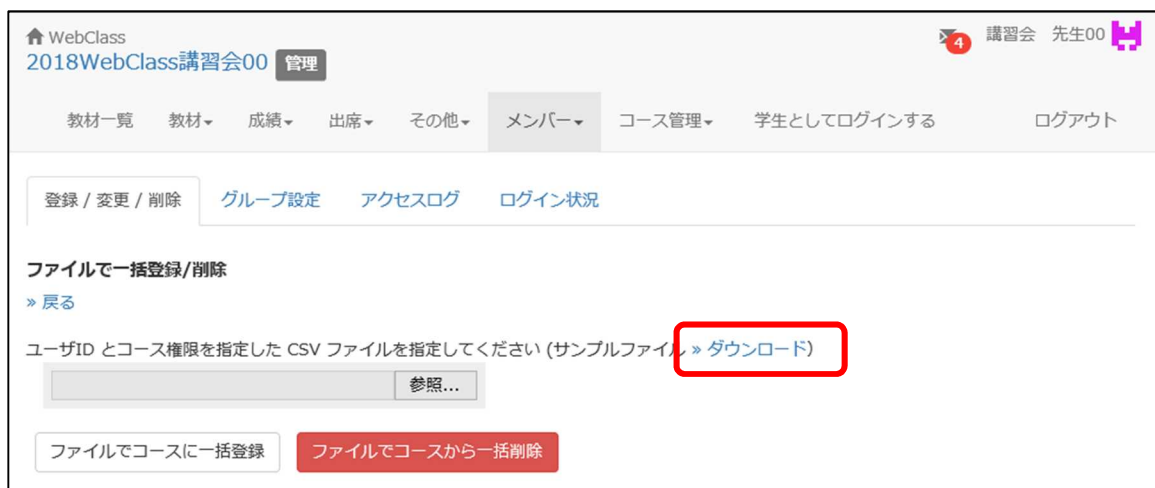 WebClass
4 講習会 先生00
2018WebClass講習会00 管理
教材一覧 教材 成績 出席 その他 メンバー コース管理 学生としてログインする ログアウト
登録 / 変更 / 削除 グループ設定 アクセスログ ログイン状況
ファイルで一括登録/削除
» 戻る
ユーザID とコース権限を指定した CSV ファイルを指定してください (サンプルファイル » ダウンロード)
参照...
ファイルでコースに一括登録 ファイルでコースから一括削除